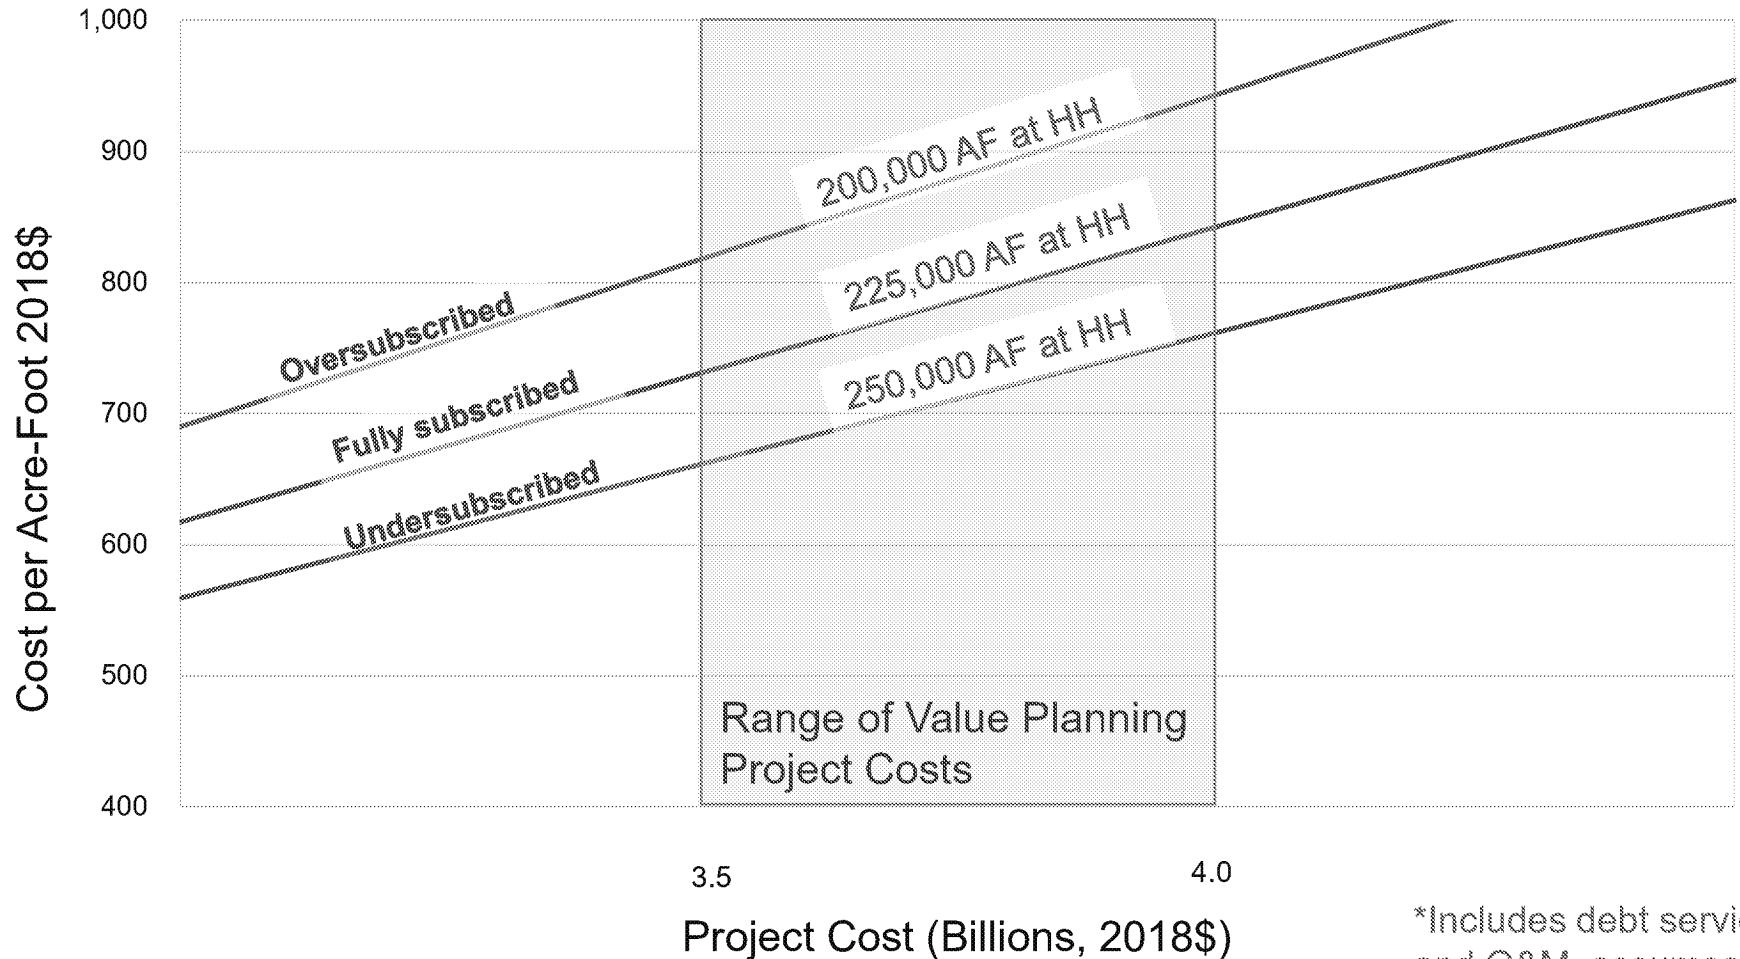 1,000
900
800
700
600
500
400
Cost per Acre-Foot 2018$
200,000 AF at HH
225,000 AF at HH
250,000 AF at HH
Oversubscribed
Fully subscribed
Undersubscribed
Range of Value Planning
Project Costs
3.5
4.0
Project Cost (Billions, 2018$)
*Includes debt servi
and O&M,